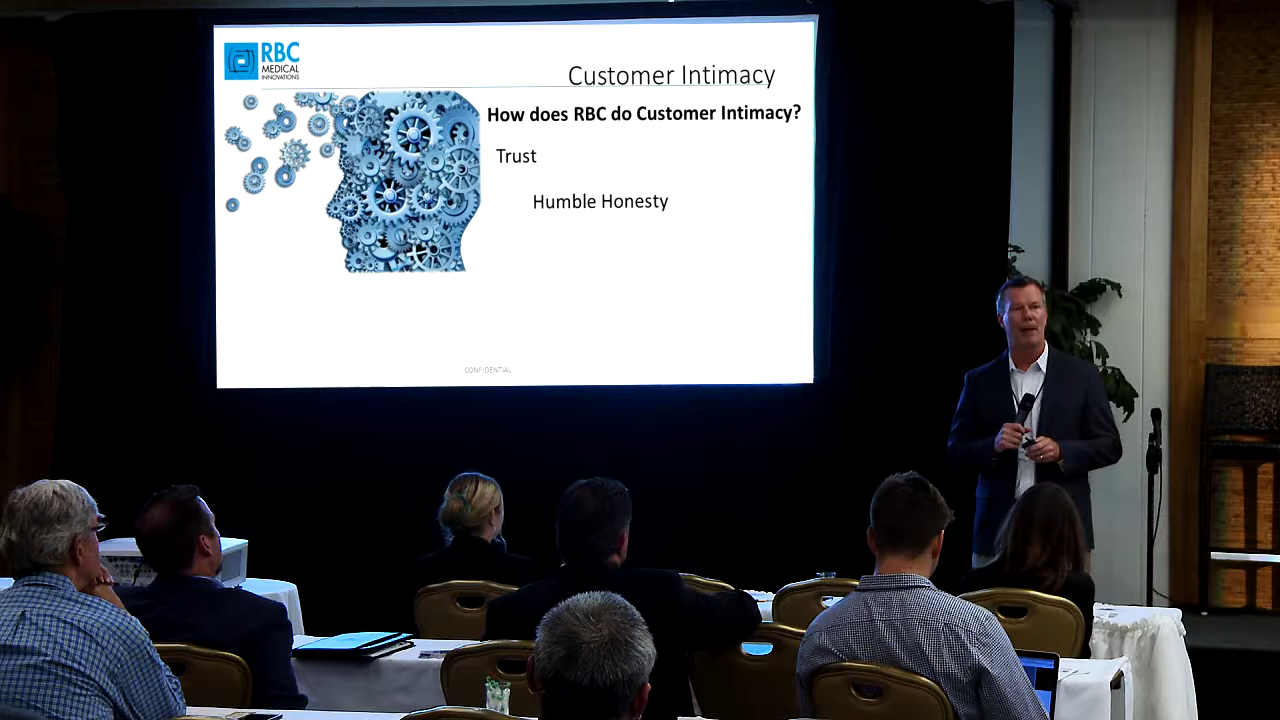 RBC
MEDICAL
INNOVATIONS
Customer Intimacy
How does RBC do Customer Intimacy?
Trust
Humble Honesty
CONFIDENTIAL